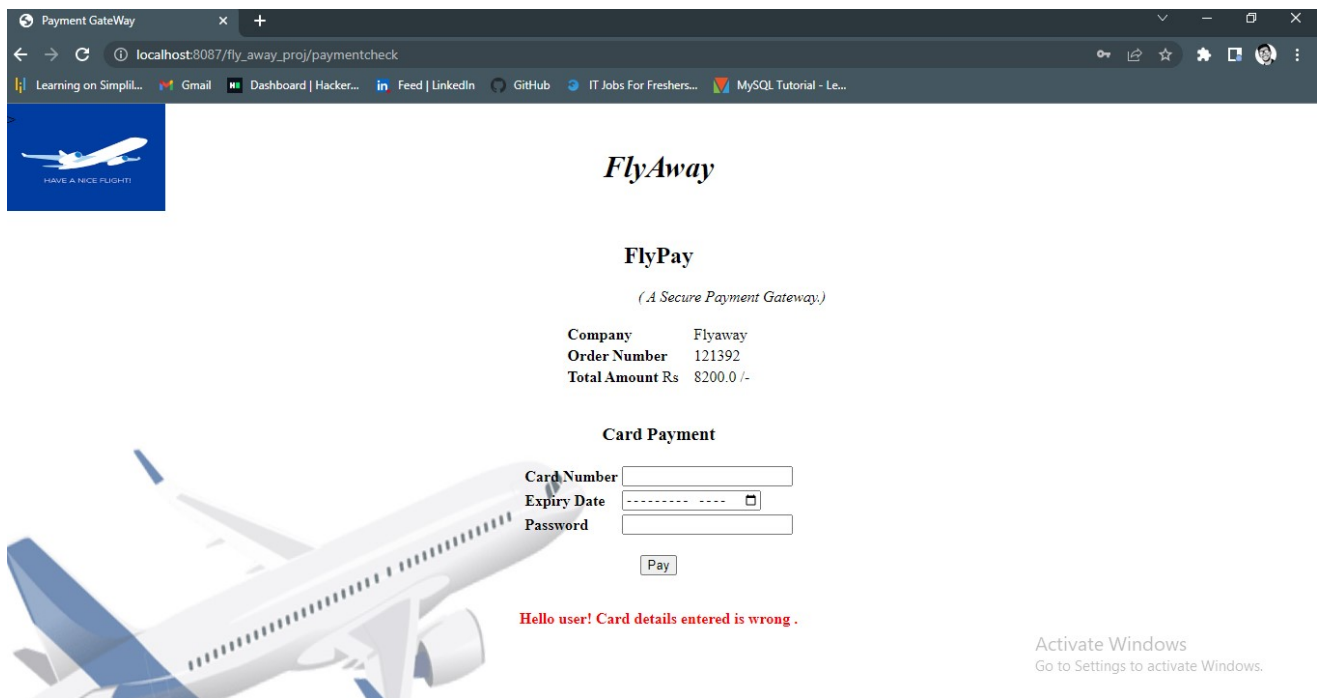 Payment GateWay
localhost:8087/fly_away_proj/paymentcheck
Learning on Simplil... Gmail Dashboard | Hacker... Feed | LinkedIn GitHub IT Jobs For Freshers... MySQL Tutorial - Le...
>
HAVE A NICE FLIGHT!
FlyAway
FlyPay
( A Secure Payment Gateway.)
Company Flyaway
Order Number 121392
Total Amount Rs 8200.0 /-
Card Payment
Card Number
Expiry Date --------- ----
Password
Pay
Hello user! Card details entered is wrong .
Activate Windows
Go to Settings to activate Windows.